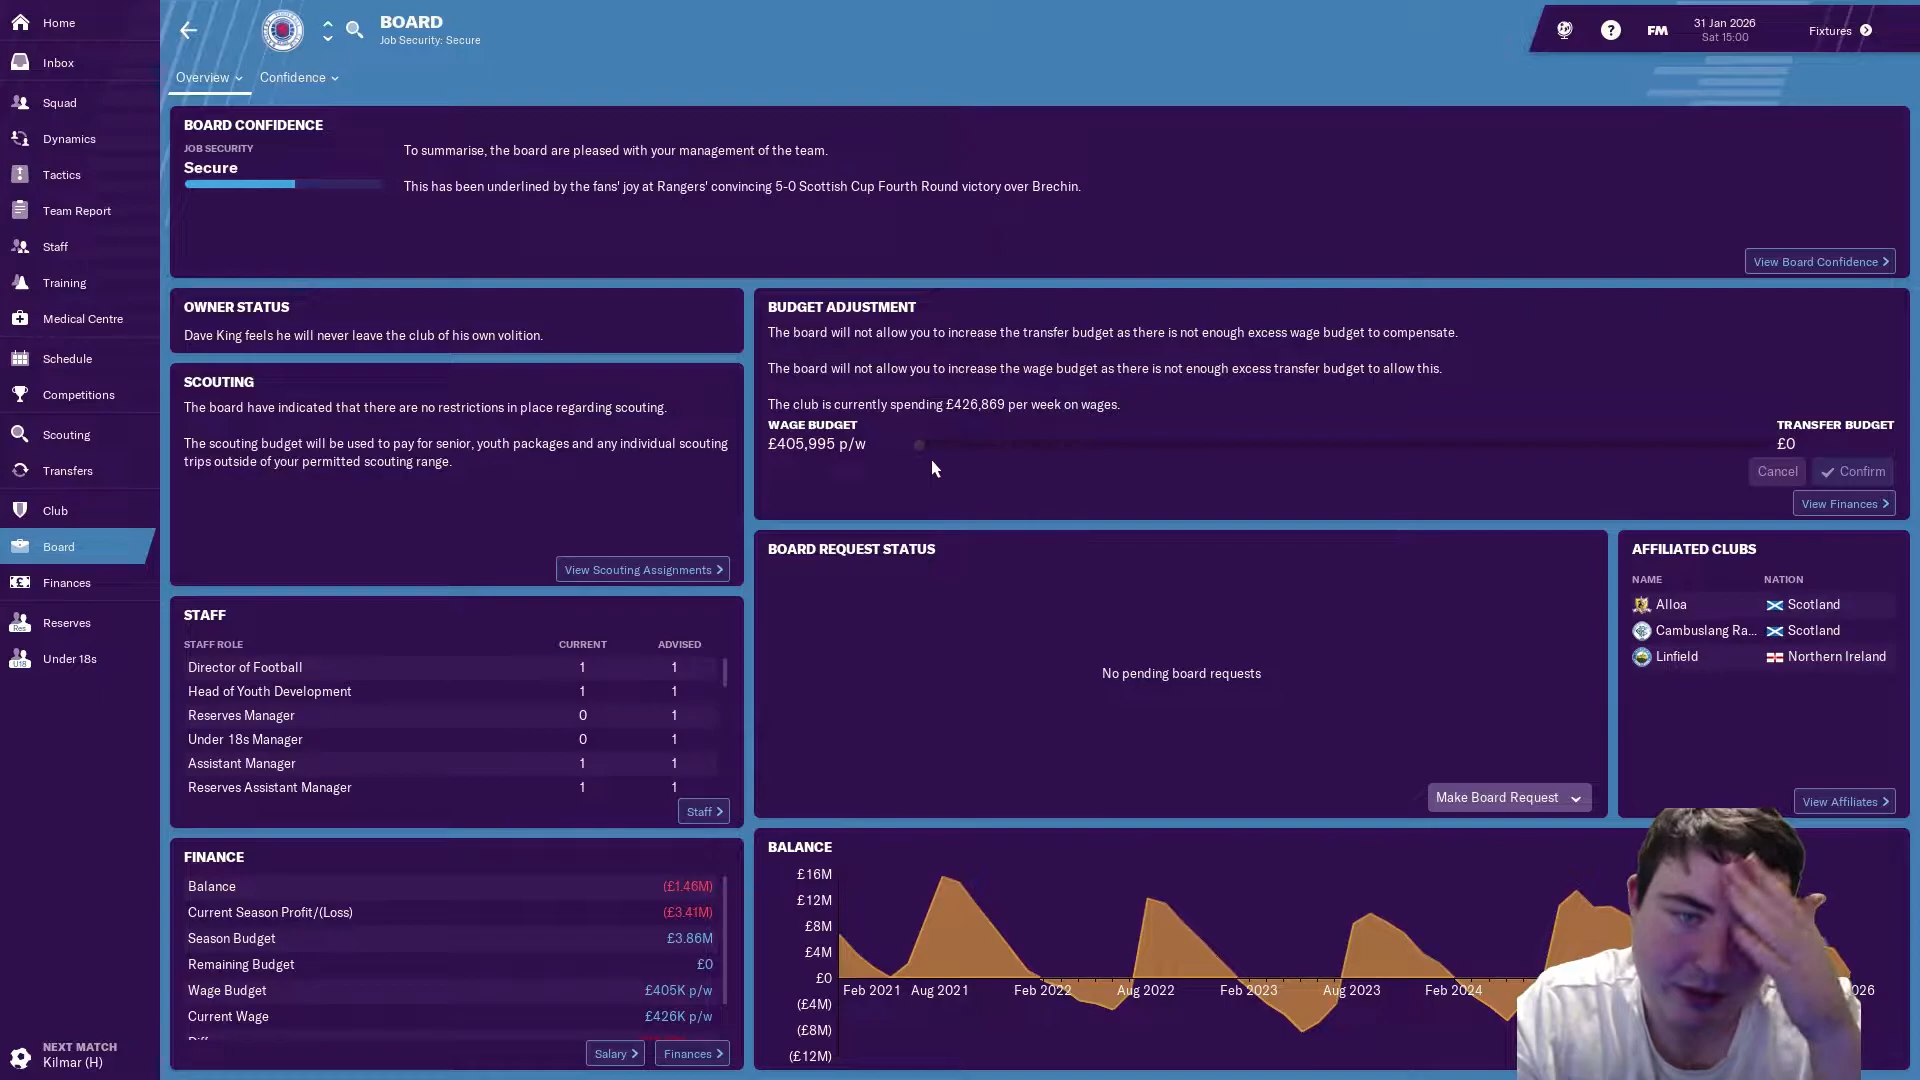 Home
Inbox
Squad
Dynamics
Tactics
Team Report
Staff
Training
Medical Centre
Schedule
Competitions
Scouting
Transfers
Club
Board
Finances
Res
Reserves
U18
Under 18s
NEXT MATCH
Kilmar (H)
BOARD
Job Security: Secure
FM
31 Jan 2026
Sat 15:00
Fixtures
Overview
Confidence
BOARD CONFIDENCE
JOB SECURITY
Secure
To summarise, the board are pleased with your management of the team.
This has been underlined by the fans' joy at Rangers' convincing 5-0 Scottish Cup Fourth Round victory over Brechin.
View Board Confidence
OWNER STATUS
Dave King feels he will never leave the club of his own volition.
SCOUTING
The board have indicated that there are no restrictions in place regarding scouting.
The scouting budget will be used to pay for senior, youth packages and any individual scouting
trips outside of your permitted scouting range.
View Scouting Assignments
BUDGET ADJUSTMENT
The board will not allow you to increase the transfer budget as there is not enough excess wage budget to compensate.
The board will not allow you to increase the wage budget as there is not enough excess transfer budget to allow this.
The club is currently spending £426,869 per week on wages.
WAGE BUDGET
£405,995 p/w
TRANSFER BUDGET
£0
Cancel
Confirm
View Finances
STAFF
STAFF ROLE CURRENT ADVISED
Director of Football 1 1
Head of Youth Development 1 1
Reserves Manager 0 1
Under 18s Manager 0 1
Assistant Manager 1 1
Reserves Assistant Manager 1 1
Staff
BOARD REQUEST STATUS
No pending board requests
Make Board Request
AFFILIATED CLUBS
NAME NATION
Alloa Scotland
Cambuslang Ra... Scotland
Linfield Northern Ireland
View Affiliates
FINANCE
Balance (£1.46M)
Current Season Profit/(Loss) (£3.41M)
Season Budget £3.86M
Remaining Budget £0
Wage Budget £405K p/w
Current Wage £426K p/w
Salary
Finances
BALANCE
£16M
£12M
£8M
£4M
£0
(£4M)
(£8M)
(£12M)
Feb 2021 Aug 2021 Feb 2022 Aug 2022 Feb 2023 Aug 2023 Feb 2024 026